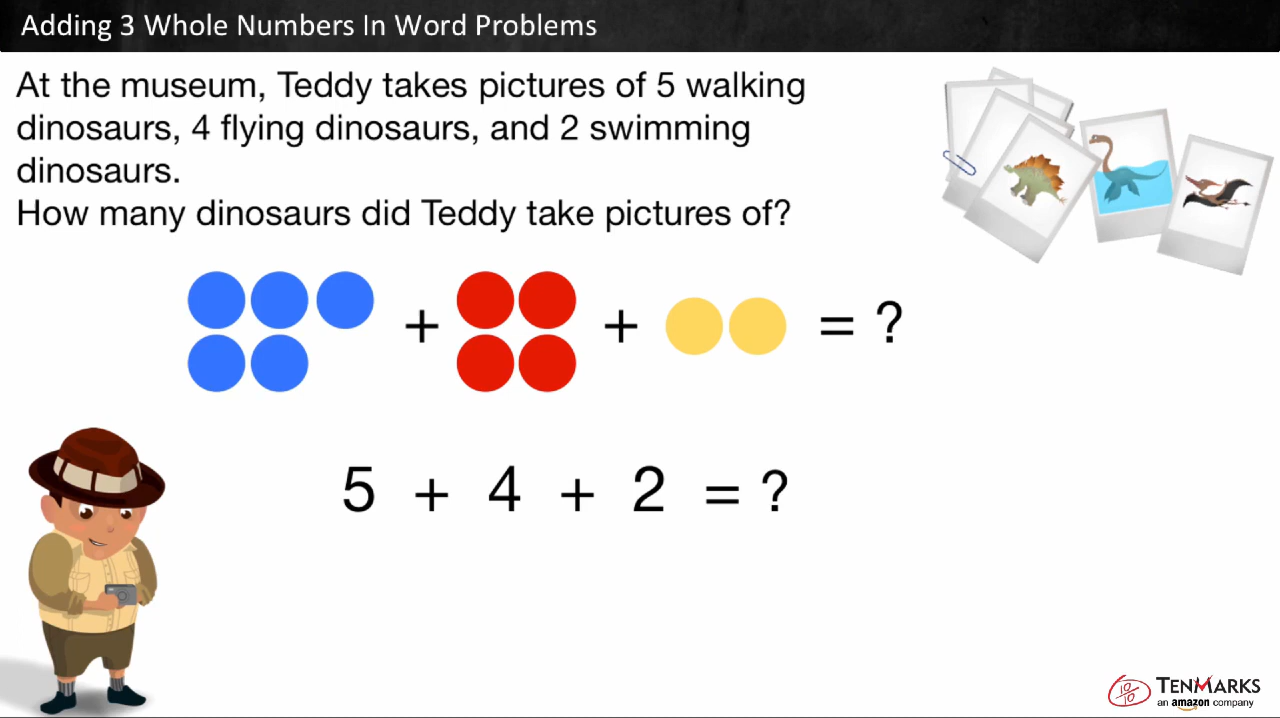 Adding 3 Whole Numbers In Word Problems
At the museum, Teddy takes pictures of 5 walking
dinosaurs, 4 flying dinosaurs, and 2 swimming
dinosaurs.
How many dinosaurs did Teddy take pictures of?
+ + = ?
5 + 4 + 2 = ?
10/10 TENMARKS
an amazon company